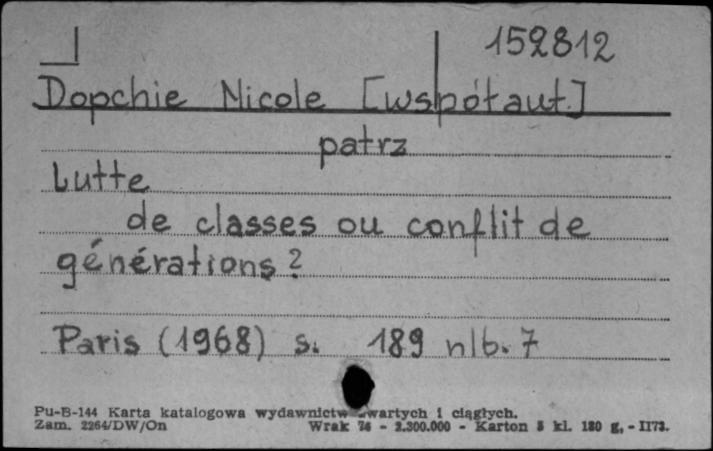 152812
Dopchie Nicole [współaut.]
patrz
Lutte
de classes ou conflit de
générations?
Paris (1968) s. 189 nlb. 7
Pu-B-144 Karta katalogowa wydawnictw zwartych i ciągłych.
Zam. 2264/DW/On Wrak 74 - 2.300.000 - Karton 5 kl. 180 g, - II73.